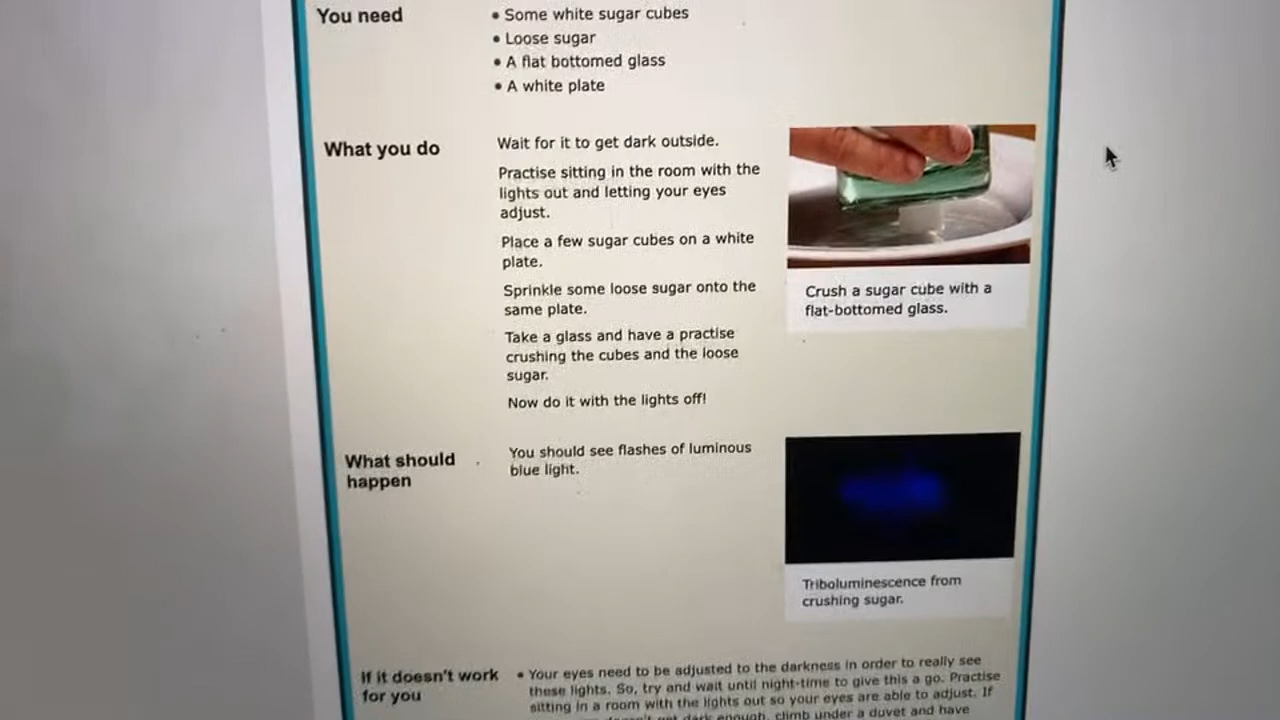 You need
• Some white sugar cubes
• Loose sugar
• A flat bottomed glass
• A white plate
What you do
Wait for it to get dark outside.
Practise sitting in the room with the
lights out and letting your eyes
adjust.
Place a few sugar cubes on a white
plate.
Sprinkle some loose sugar onto the
same plate.
Take a glass and have a practise
crushing the cubes and the loose
sugar.
Now do it with the lights off!
Crush a sugar cube with a
flat-bottomed glass.
What should
happen
You should see flashes of luminous
blue light.
Triboluminescence from
crushing sugar.
If it doesn't work
for you
• Your eyes need to be adjusted to the darkness in order to really see
these lights. So, try and wait until night-time to give this a go. Practise
sitting in a room with the lights out so your eyes are able to adjust. If
get dark enough, climb under a duvet and have